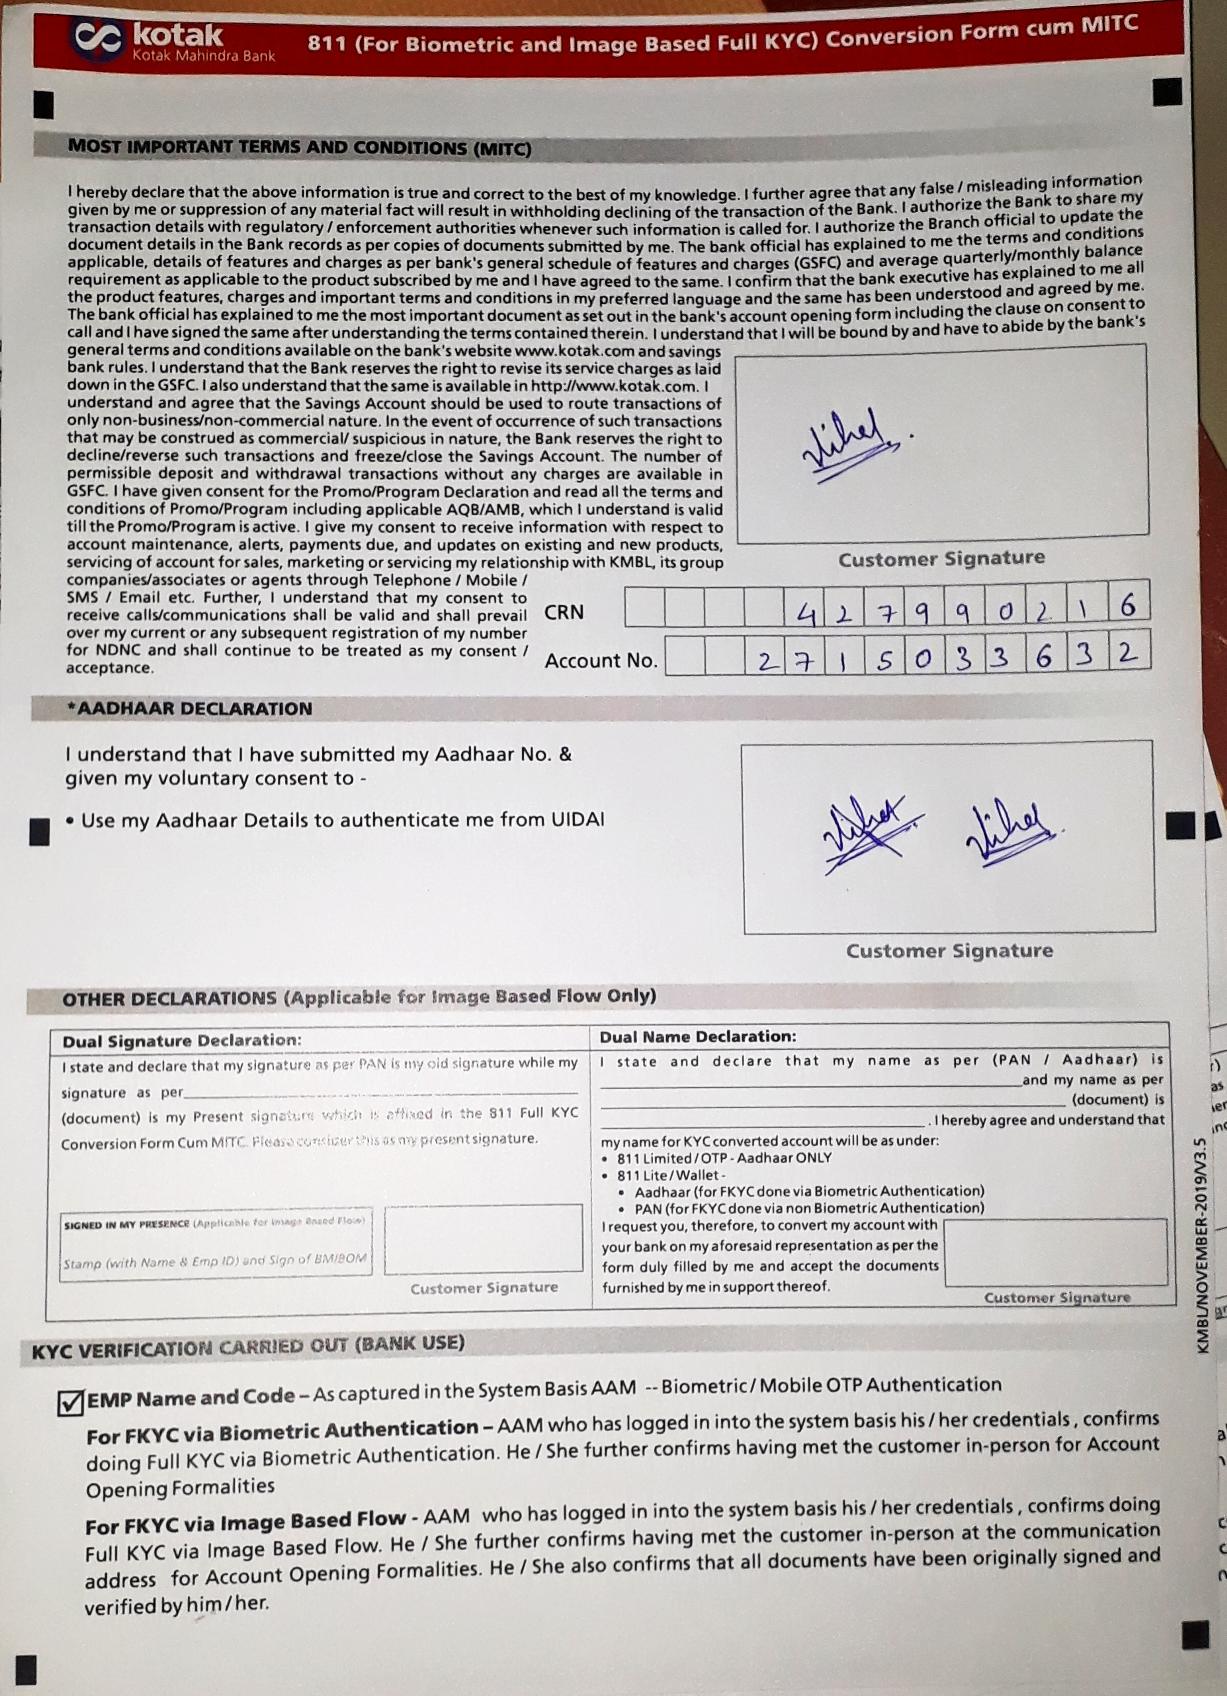 kotak
Kotak Mahindra Bank
811 (For Biometric and Image Based Full KYC) Conversion Form cum MITC
MOST IMPORTANT TERMS AND CONDITIONS (MITC)
I hereby declare that the above information is true and correct to the best of my knowledge. I further agree that any false / misleading information
given by me or suppression of any material fact will result in withholding declining of the transaction of the Bank. I authorize the Bank to share my
transaction details with regulatory / enforcement authorities whenever such information is called for. I authorize the Branch official to update the
document details in the Bank records as per copies of documents submitted by me. The bank official has explained to me the terms and conditions
applicable, details of features and charges as per bank's general schedule of features and charges (GSFC) and average quarterly/monthly balance
requirement as applicable to the product subscribed by me and I have agreed to the same. I confirm that the bank executive has explained to me all
the product features, charges and important terms and conditions in my preferred language and the same has been understood and agreed by me.
The bank official has explained to me the most important document as set out in the bank's account opening form including the clause on consent to
call and I have signed the same after understanding the terms contained therein. I understand that I will be bound by and have to abide by the bank's
general terms and conditions available on the bank's website www.kotak.com and savings
bank rules. I understand that the Bank reserves the right to revise its service charges as laid
down in the GSFC. I also understand that the same is available in http://www.kotak.com. I
understand and agree that the Savings Account should be used to route transactions of
only non-business/non-commercial nature. In the event of occurrence of such transactions
that may be construed as commercial/ suspicious in nature, the Bank reserves the right to
decline/reverse such transactions and freeze/close the Savings Account. The number of
permissible deposit and withdrawal transactions without any charges are available in
GSFC. I have given consent for the Promo/Program Declaration and read all the terms and
conditions of Promo/Program including applicable AQB/AMB, which I understand is valid
till the Promo/Program is active. I give my consent to receive information with respect to
account maintenance, alerts, payments due, and updates on existing and new products,
servicing of account for sales, marketing or servicing my relationship with KMBL, its group
companies/associates or agents through Telephone / Mobile /
SMS / Email etc. Further, I understand that my consent to
receive calls/communications shall be valid and shall prevail
over my current or any subsequent registration of my number
for NDNC and shall continue to be treated as my consent /
acceptance.
Customer Signature
CRN 4279990216
Account No. 2715033632
*AADHAAR DECLARATION
I understand that I have submitted my Aadhaar No. &
given my voluntary consent to -
• Use my Aadhaar Details to authenticate me from UIDAI
Customer Signature
OTHER DECLARATIONS (Applicable for Image Based Flow Only)
Dual Signature Declaration:
I state and declare that my signature as per PAN is my old signature while my
signature as per
(document) is my Present signature which is affixed in the 811 Full KYC
Conversion Form Cum MITC. Please consider this as my present signature.
SIGNED IN MY PRESENCE (Applicable for Image Based Flow)
Stamp (with Name & Emp ID) and Sign of BM/BOM
Customer Signature
Dual Name Declaration:
I state and declare that my name as per (PAN / Aadhaar) is
and my name as per
(document) is
. I hereby agree and understand that
my name for KYC converted account will be as under:
• 811 Limited/OTP - Aadhaar ONLY
• 811 Lite/Wallet -
• Aadhaar (for FKYC done via Biometric Authentication)
• PAN (for FKYC done via non Biometric Authentication)
I request you, therefore, to convert my account with
your bank on my aforesaid representation as per the
form duly filled by me and accept the documents
furnished by me in support thereof.
Customer Signature
KMBL/NOVEMBER-2019/V3.5
KYC VERIFICATION CARRIED OUT (BANK USE)
EMP Name and Code – As captured in the System Basis AAM -- Biometric/ Mobile OTP Authentication
For FKYC via Biometric Authentication – AAM who has logged in into the system basis his / her credentials , confirms
doing Full KYC via Biometric Authentication. He / She further confirms having met the customer in-person for Account
Opening Formalities
For FKYC via Image Based Flow - AAM who has logged in into the system basis his / her credentials , confirms doing
Full KYC via Image Based Flow. He / She further confirms having met the customer in-person at the communication
address for Account Opening Formalities. He / She also confirms that all documents have been originally signed and
verified by him/her.